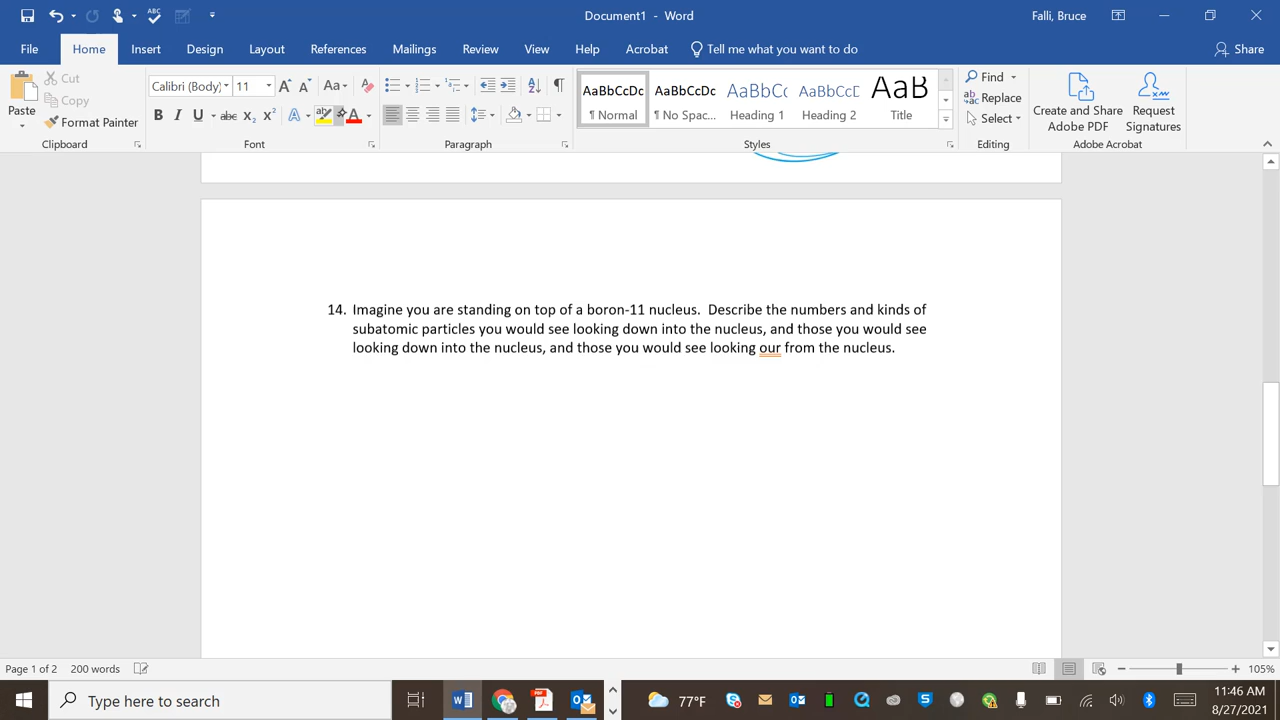 Document1 - Word
Falli, Bruce
File Home Insert Design Layout References Mailings Review View Help Acrobat Tell me what you want to do Share
Paste
Cut
Copy
Format Painter
Clipboard
Calibri (Body) 11
Font
Paragraph
AaBbCcDc AaBbCcDc AaBbCc AaBbCcD AaB
¶ Normal ¶ No Spac... Heading 1 Heading 2 Title
Styles
Find
Replace
Select
Editing
Create and Share
Adobe PDF
Request
Signatures
Adobe Acrobat
14. Imagine you are standing on top of a boron-11 nucleus. Describe the numbers and kinds of
subatomic particles you would see looking down into the nucleus, and those you would see
looking down into the nucleus, and those you would see looking our from the nucleus.
Page 1 of 2 200 words
105%
Type here to search
77°F
11:46 AM
8/27/2021